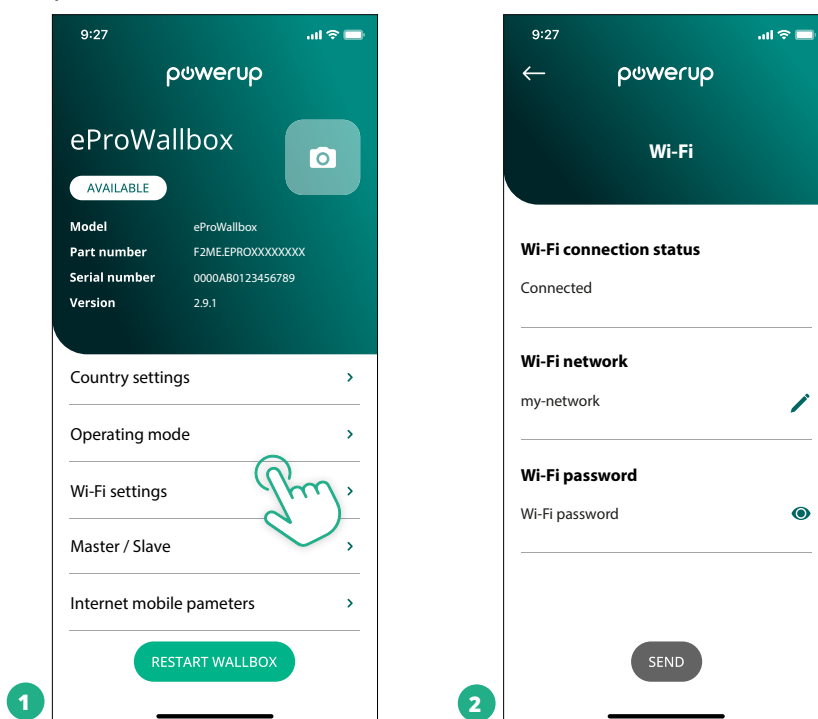 9:27
powerup
eProWallbox
AVAILABLE
Model eProWallbox
Part number F2ME.EPROXXXXXXX
Serial number 0000AB0123456789
Version 2.9.1
Country settings
Operating mode
Wi-Fi settings
Master / Slave
Internet mobile pameters
RESTART WALLBOX
1
9:27
powerup
Wi-Fi
Wi-Fi connection status
Connected
Wi-Fi network
my-network
Wi-Fi password
Wi-Fi password
SEND
2